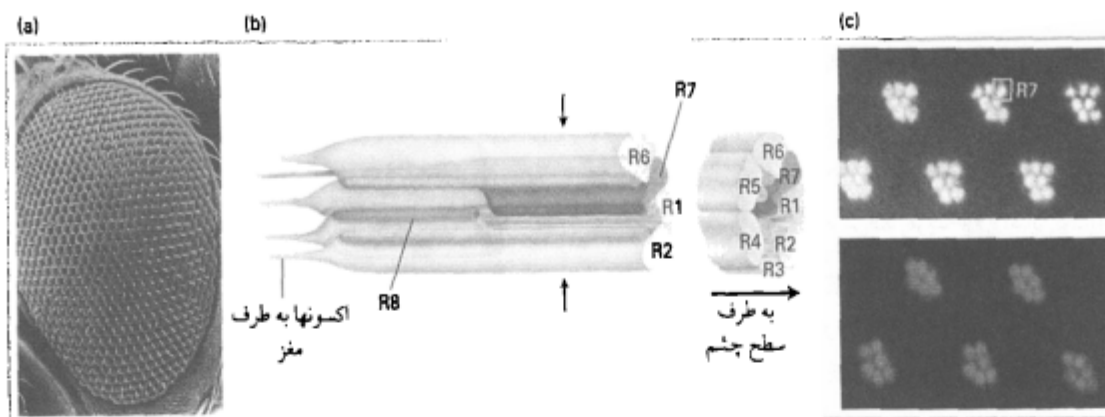 (a)
(b)
(c)
R7
R6
R1
R2
R8
R6
R7
R5
R1
R4
R2
R3
R7
اکسونها به طرف
مغز
به طرف
سطح چشم